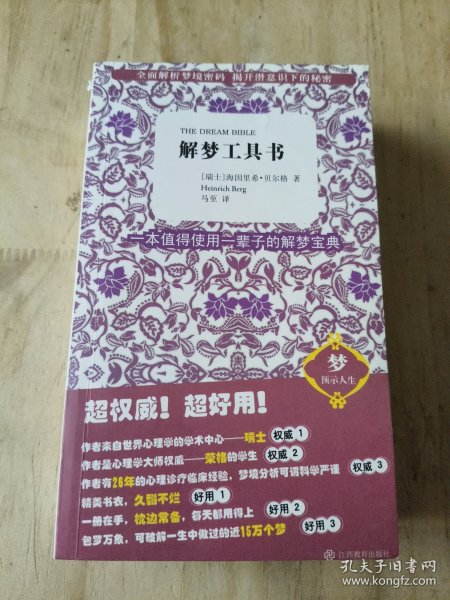 全面解析梦境密码 揭开潜意识下的秘密
THE DREAM BIBLE
解梦工具书
[瑞士]海因里希·贝尔格 著
Heinrich Berg
马至 译
一本值得使用一辈子的解梦宝典
梦
预示人生
超权威！超好用！
作者来自世界心理学的学术中心——瑞士 权威 1
作者是心理学大师权威——荣格的学生 权威 2
作者有26年的心理诊疗临床经验，梦境分析可谓科学严谨 权威 3
精美书衣，久翻不烂 好用 1
一册在手，枕边常备，每天都用得上 好用 2
包罗万象，可破解一生中做过的近15万个梦 好用 3
江西教育出版社
孔夫子旧书网
www.kongfz.com